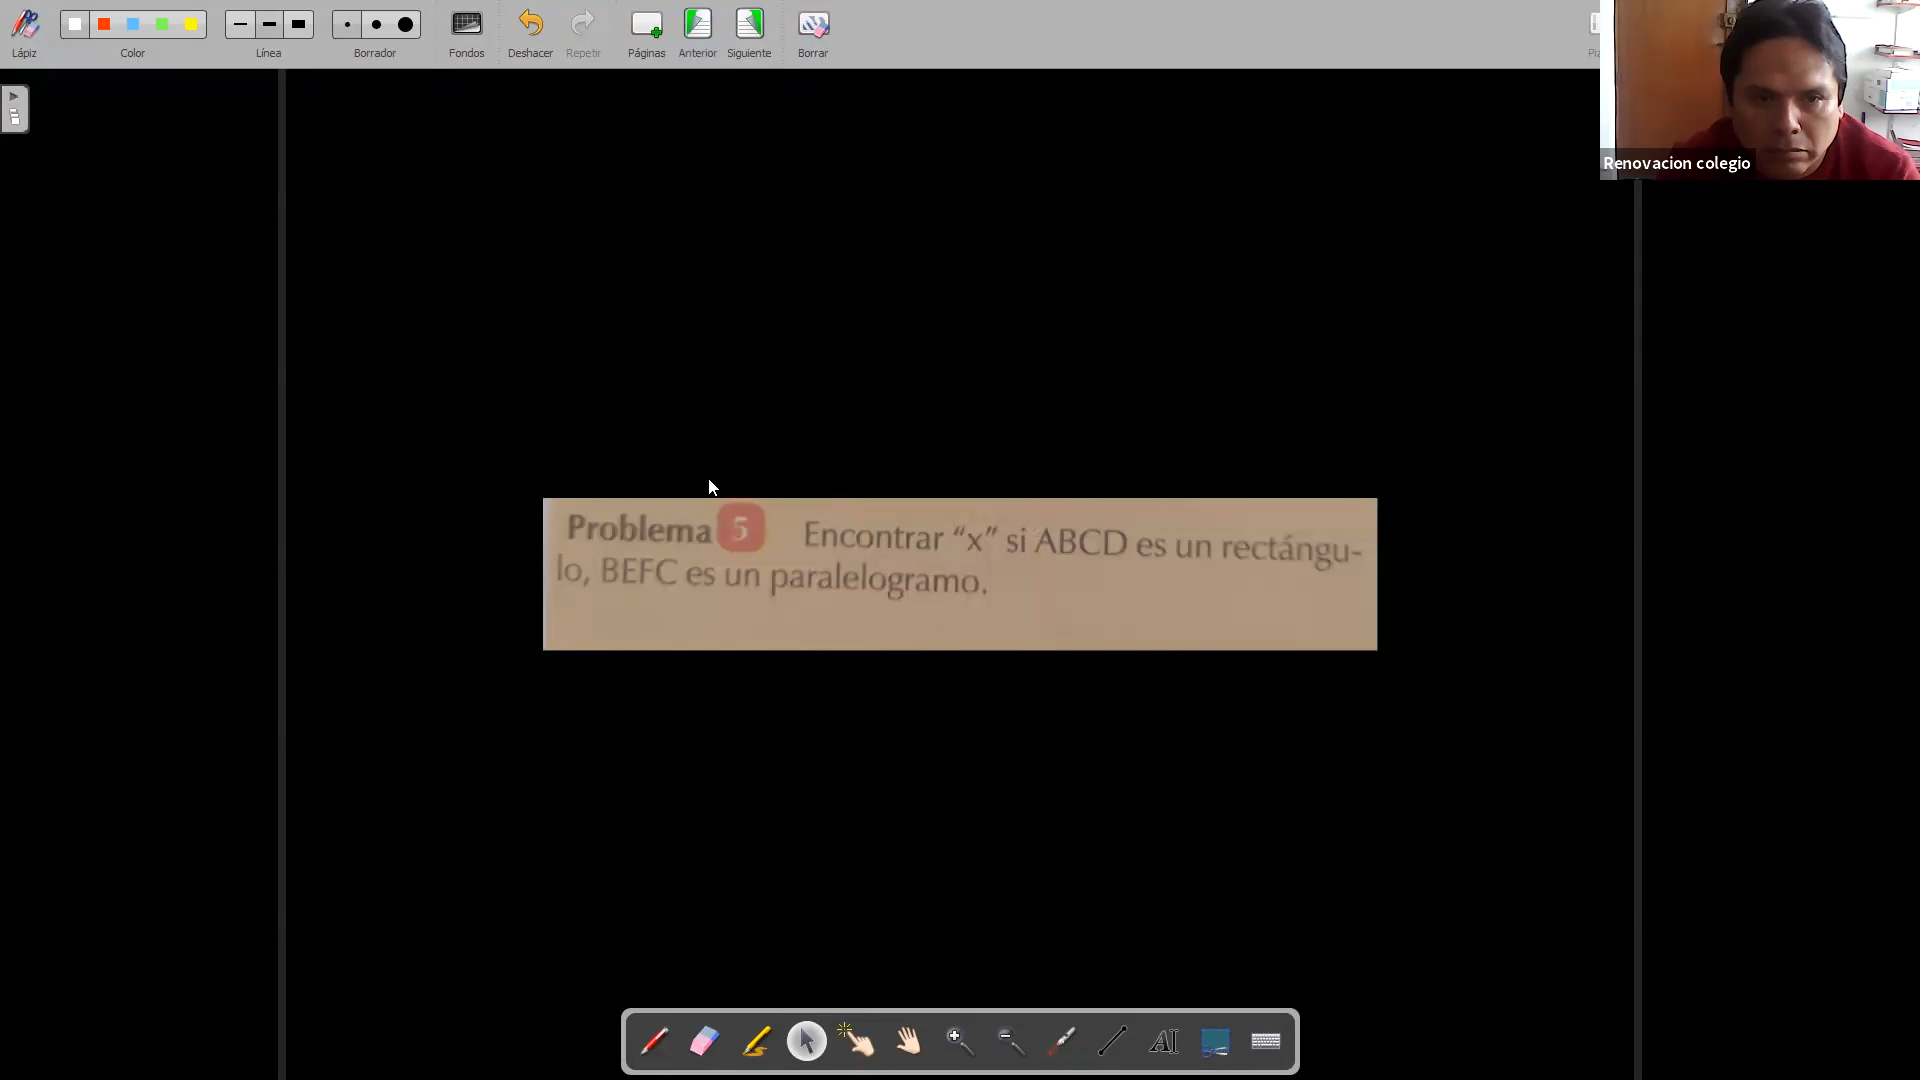 Lápiz
Color
Línea
Borrador
Fondos
Deshacer
Repetir
Páginas
Anterior
Siguiente
Borrar
Renovacion colegio
Problema 5 Encontrar “x” si ABCD es un rectángu-
lo, BEFC es un paralelogramo.
AI